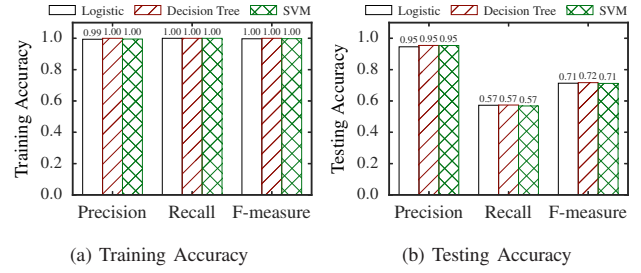 Logistic Decision Tree SVM
Training Accuracy
1.0
0.8
0.6
0.4
0.2
0.0
0.99 1.00 1.00
1.00 1.00 1.00
1.00 1.00 1.00
Precision Recall F-measure
(a) Training Accuracy
Logistic Decision Tree SVM
Testing Accuracy
1.0
0.8
0.6
0.4
0.2
0.0
0.95 0.95 0.95
0.57 0.57 0.57
0.71 0.72 0.71
Precision Recall F-measure
(b) Testing Accuracy